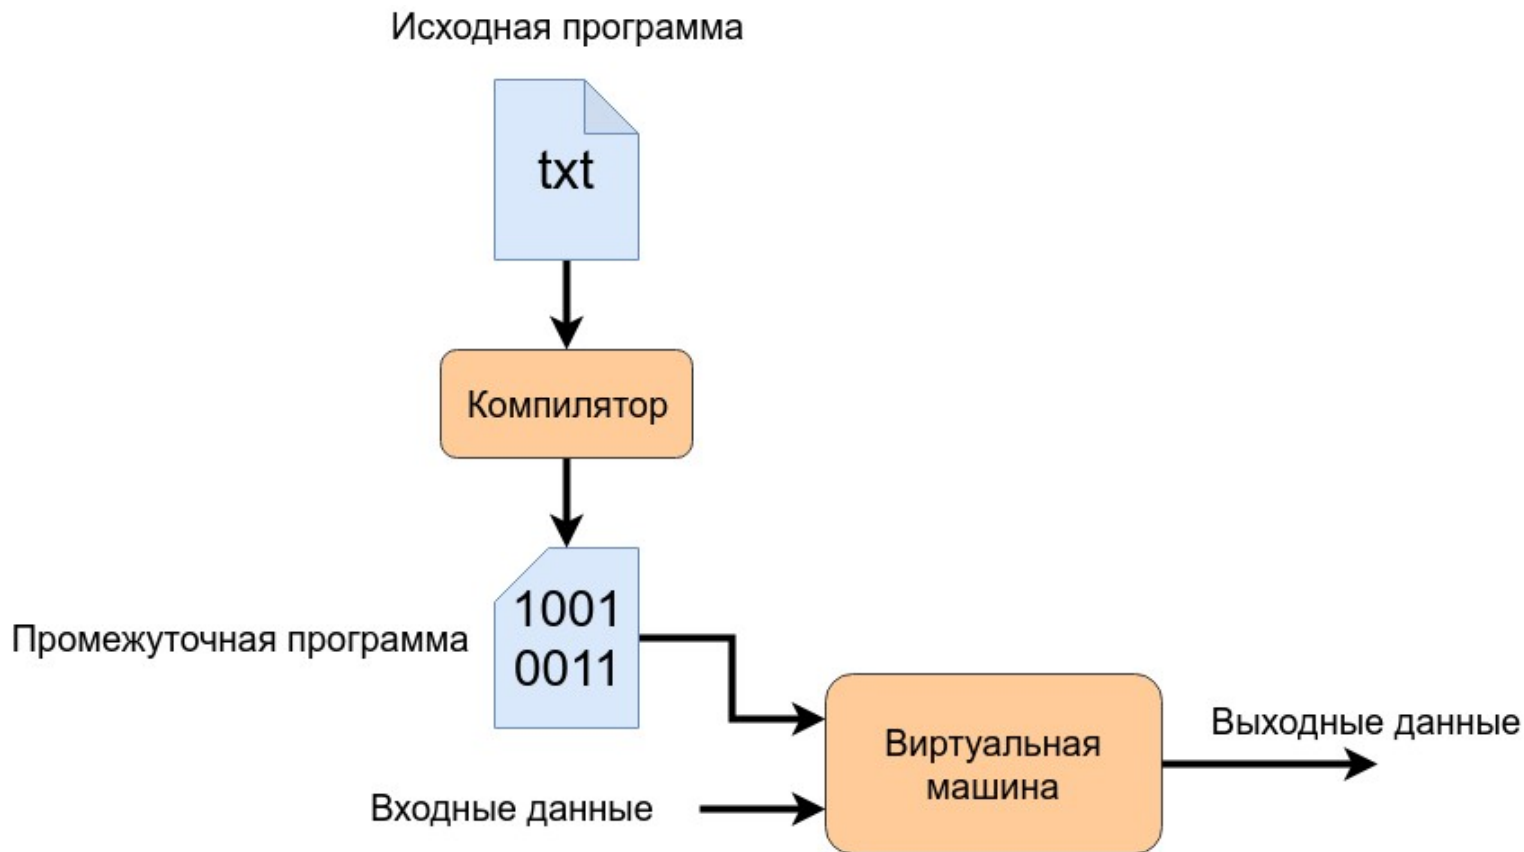 Исходная программа
txt
Компилятор
1001
0011
Промежуточная программа
Виртуальная
машина
Выходные данные
Входные данные